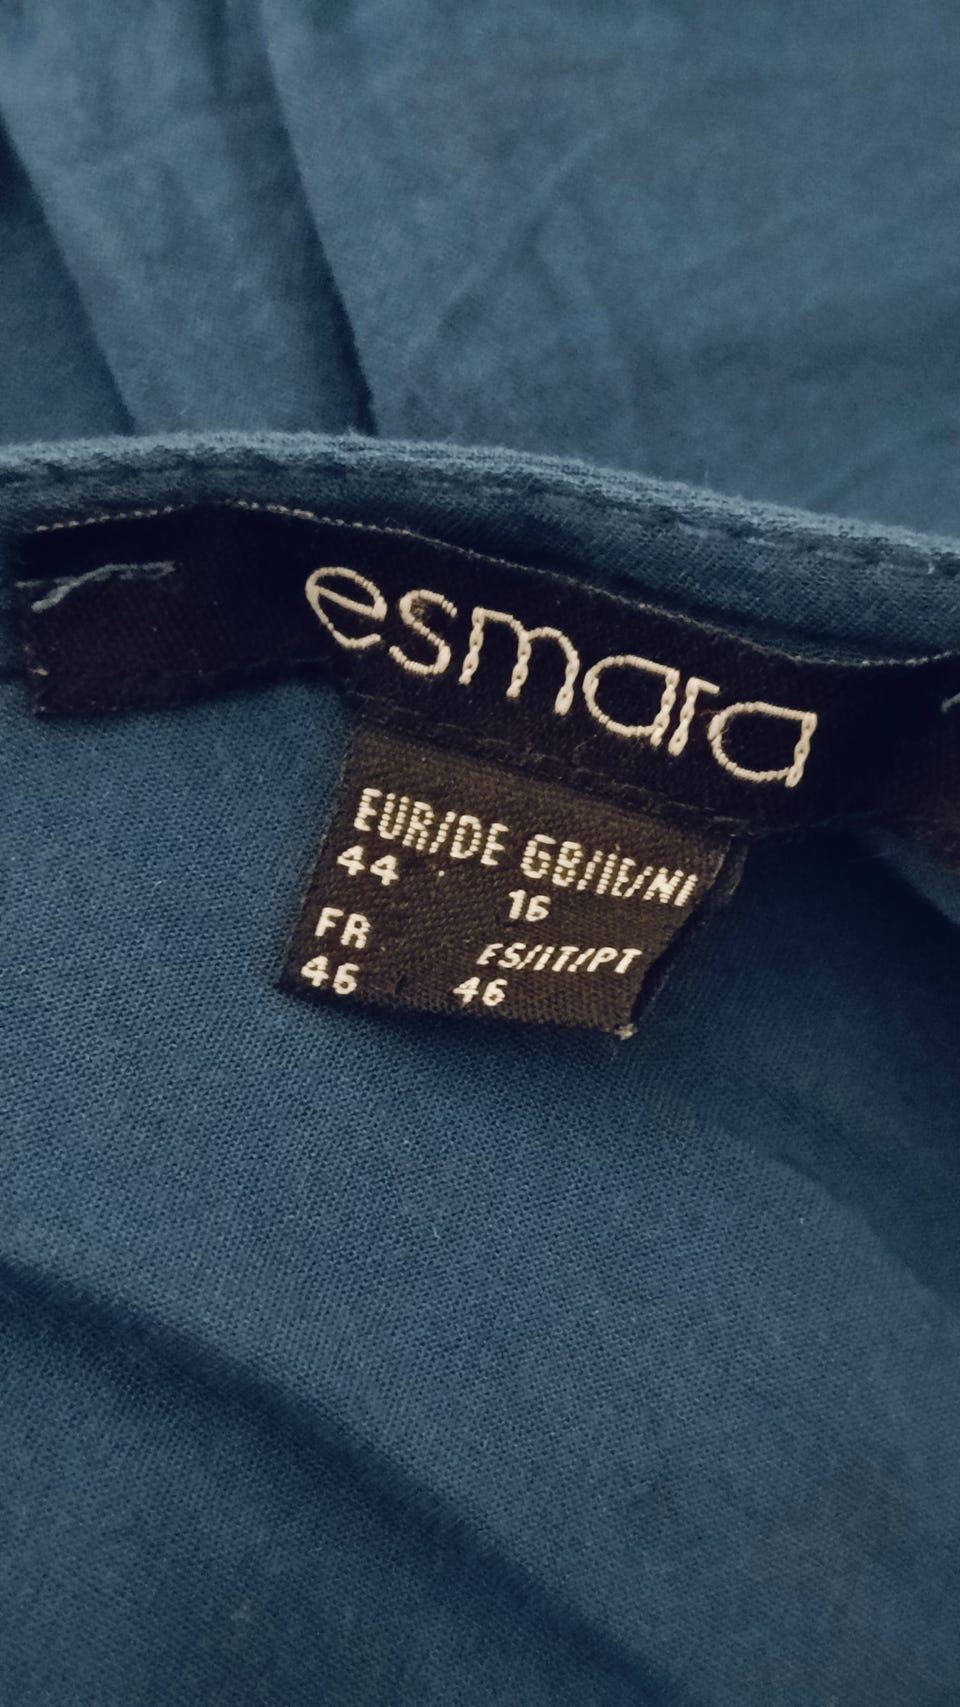 esmara
EUR/DE GB/IE/NI
44 16
FR ES/IT/PT
46 46